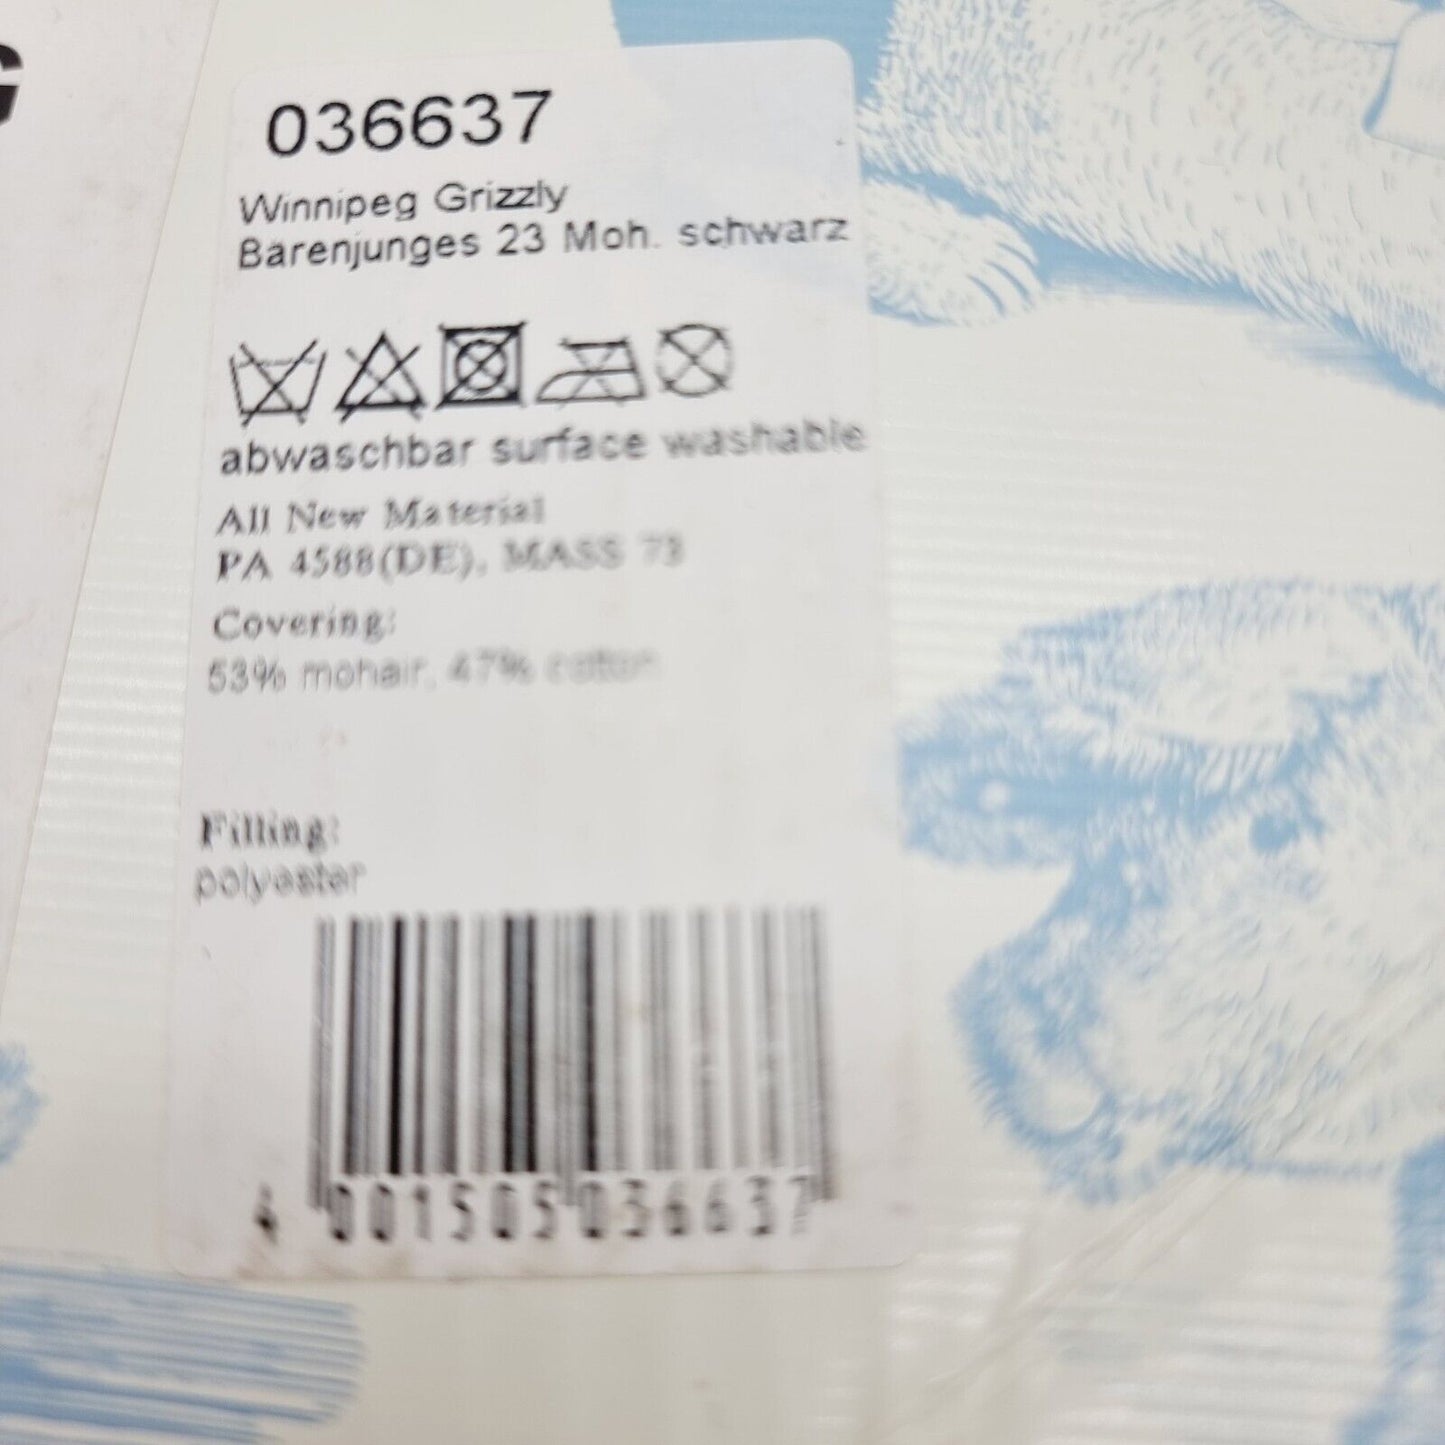 G
036637
Winnipeg Grizzly
Barenjunges 23 Moh. schwarz
abwaschbar surface washable
All New Material
PA 4588(DE), MASS 73
Covering:
53% mohair, 47% cotton
Filling:
polyester
4 001505 036637